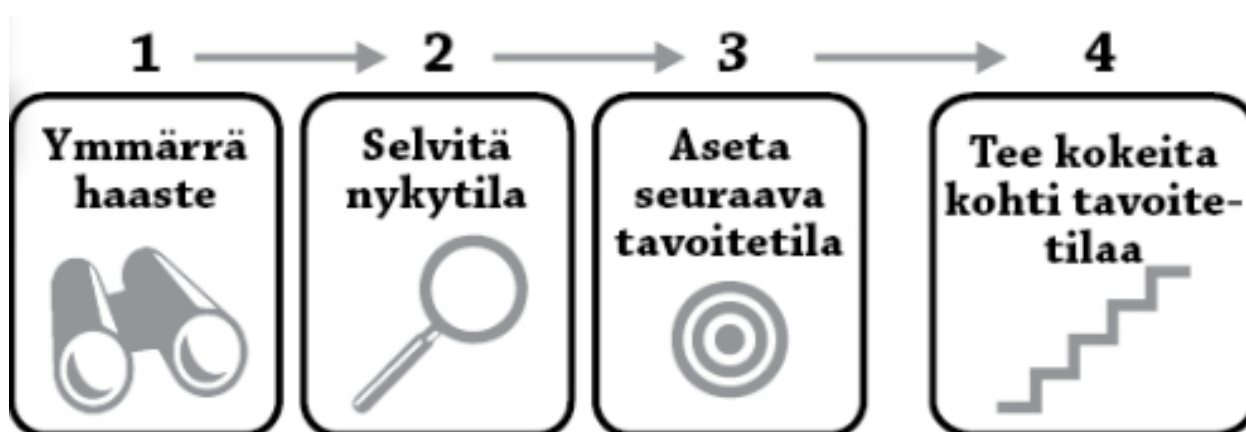 1
2
3
4
Ymmärrä
haaste
Selvitä
nykytila
Aseta
seuraava
tavoitetila
Tee kokeita
kohti tavoite-
tilaa